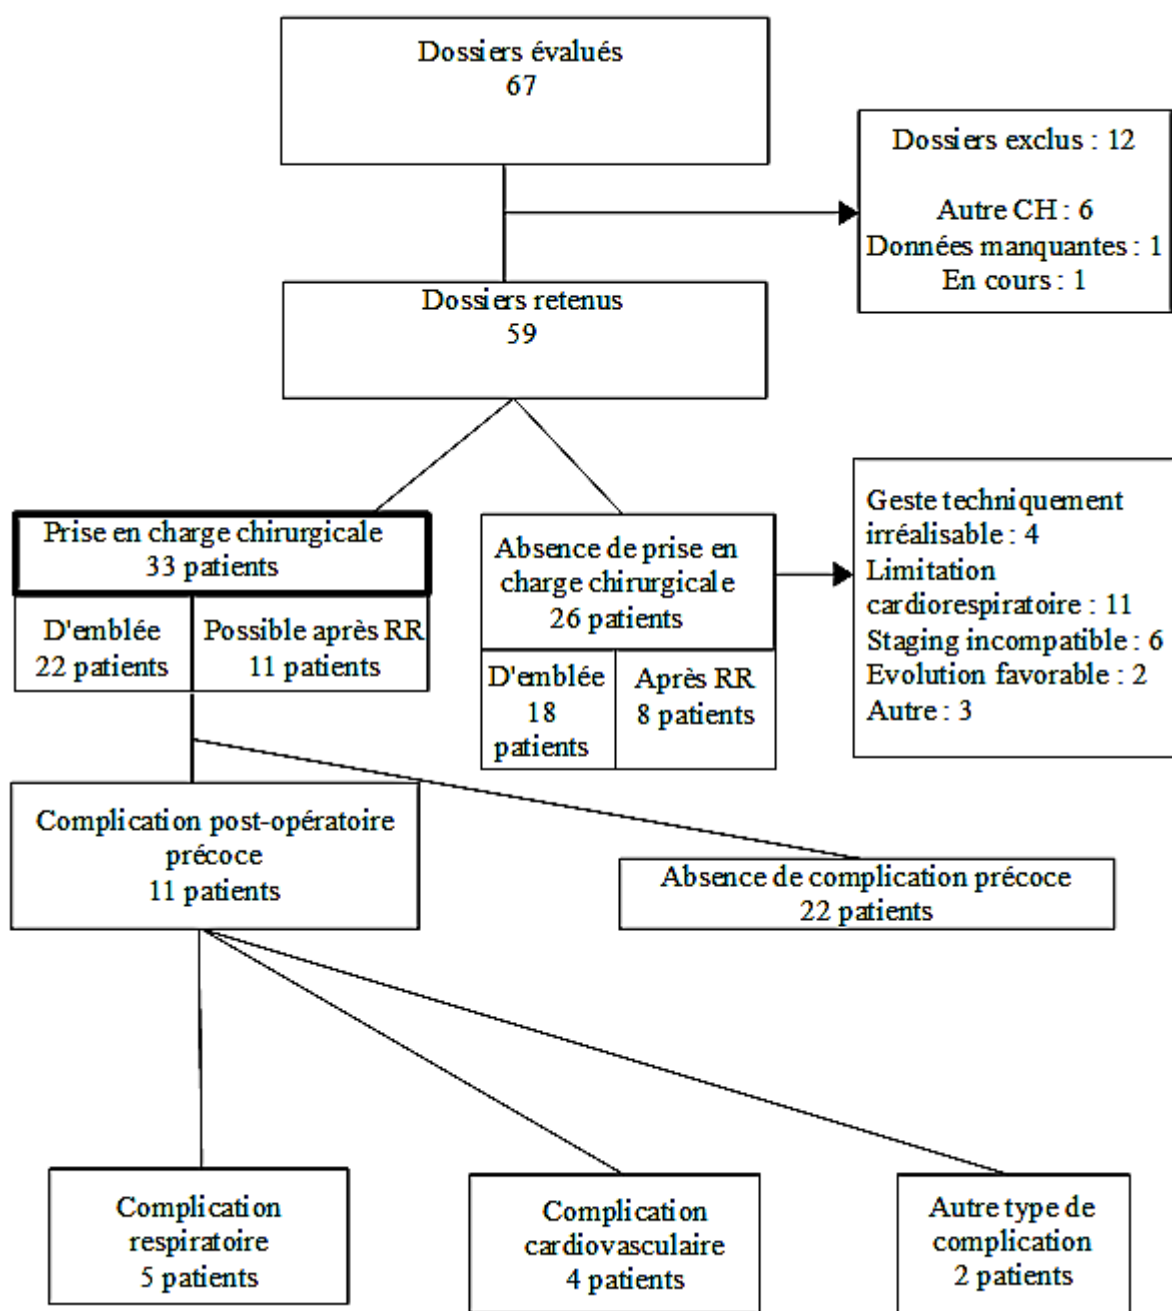 Dossiers évalués
67
Dossiers exclus : 12
Autre CH : 6
Données manquantes : 1
En cours : 1
Dossiers retenus
59
Prise en charge chirurgicale
33 patients
D'emblée
22 patients
Possible après RR
11 patients
Absence de prise en
charge chirurgicale
26 patients
D'emblée
18
patients
Après RR
8 patients
Geste techniquement
irréalisable : 4
Limitation
cardiorespiratoire : 11
Staging incompatible : 6
Evolution favorable : 2
Autre : 3
Complication post-opératoire
précoce
11 patients
Absence de complication précoce
22 patients
Complication
respiratoire
5 patients
Complication
cardiovasculaire
4 patients
Autre type de
complication
2 patients